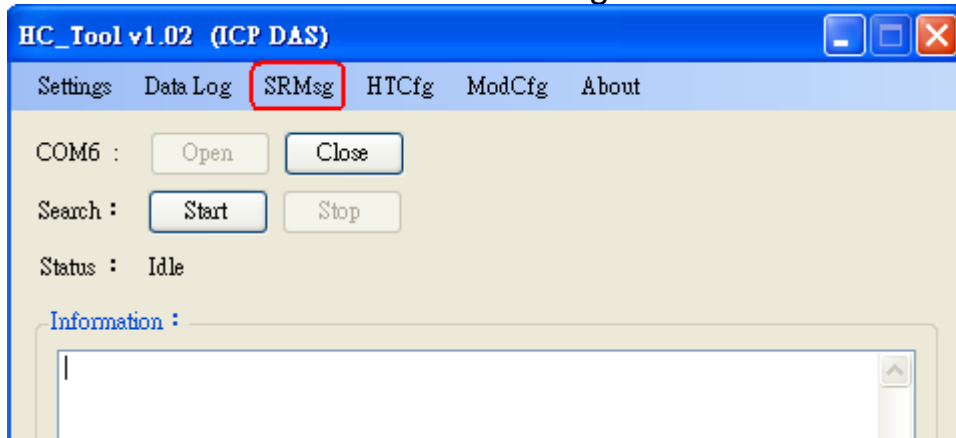 HC_Tool v1.02 (ICP DAS)
Settings Data Log SRMsg HTCfg ModCfg About
COM6 : Open Close
Search : Start Stop
Status : Idle
Information :